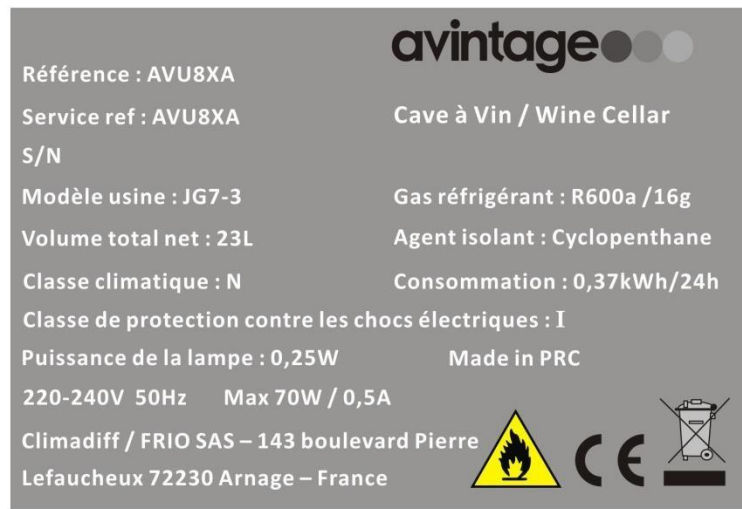 avintage
Référence : AVU8XA
Service ref : AVU8XA
Cave à Vin / Wine Cellar
S/N
Modèle usine : JG7-3
Gas réfrigérant : R600a /16g
Volume total net : 23L
Agent isolant : Cyclopenthane
Classe climatique : N
Consommation : 0,37kWh/24h
Classe de protection contre les chocs électriques : I
Puissance de la lampe : 0,25W
Made in PRC
220-240V 50Hz Max 70W / 0,5A
Climadiff / FRIO SAS – 143 boulevard Pierre
Lefaucheux 72230 Arnage – France
CE